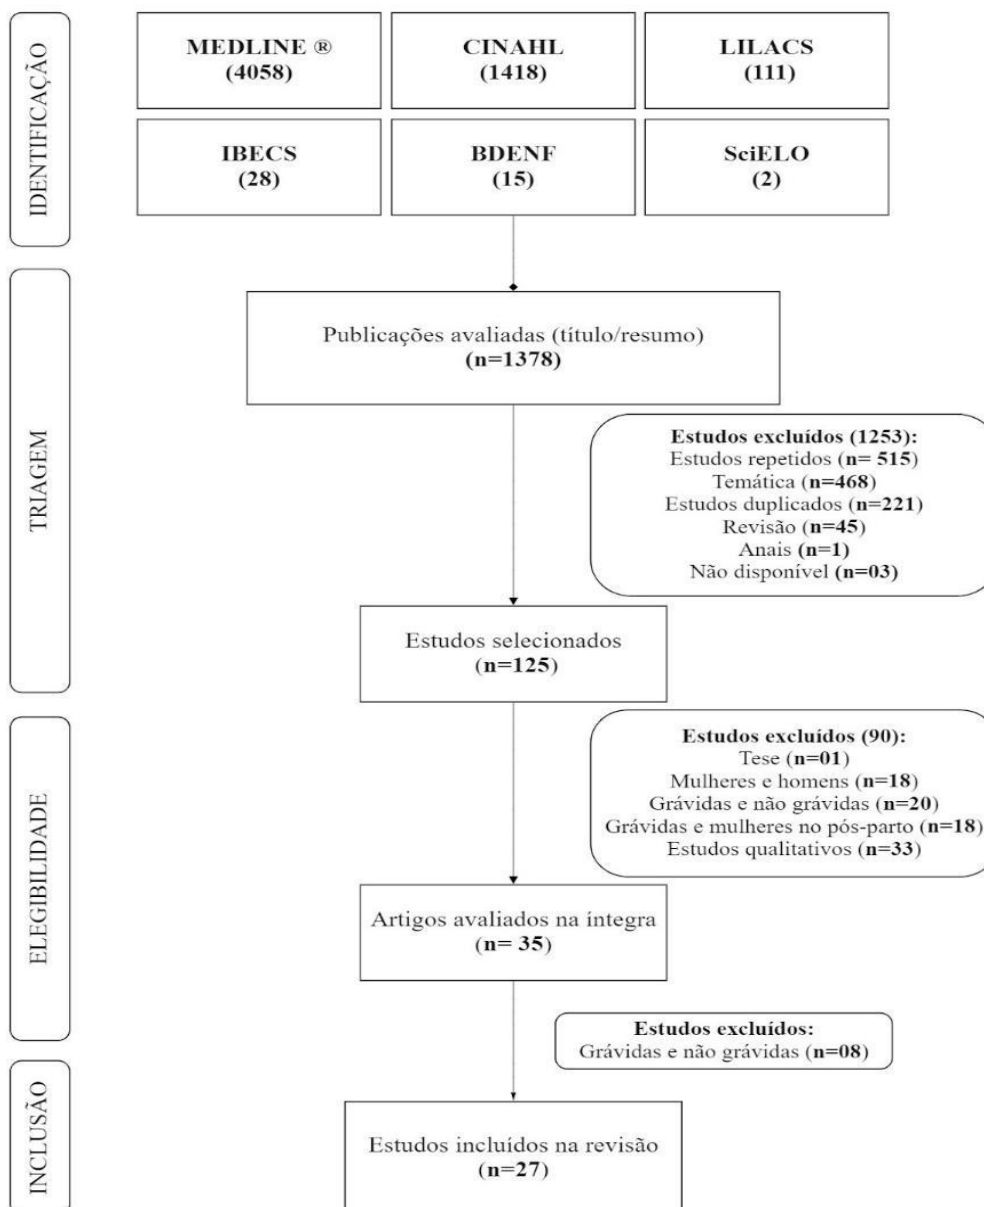 IDENTIFICAÇÃO
MEDLINE ®
(4058)
CINAHL
(1418)
LILACS
(111)
IBECS
(28)
BDENF
(15)
SciELO
(2)
TRIAGEM
Publicações avaliadas (título/resumo)
(n=1378)
Estudos excluídos (1253):
Estudos repetidos (n= 515)
Temática (n=468)
Estudos duplicados (n=221)
Revisão (n=45)
Anais (n=1)
Não disponível (n=03)
Estudos selecionados
(n=125)
ELEGIBILIDADE
Estudos excluídos (90):
Tese (n=01)
Mulheres e homens (n=18)
Grávidas e não grávidas (n=20)
Grávidas e mulheres no pós-parto (n=18)
Estudos qualitativos (n=33)
Artigos avaliados na íntegra
(n= 35)
Estudos excluídos:
Grávidas e não grávidas (n=08)
INCLUSÃO
Estudos incluídos na revisão
(n=27)